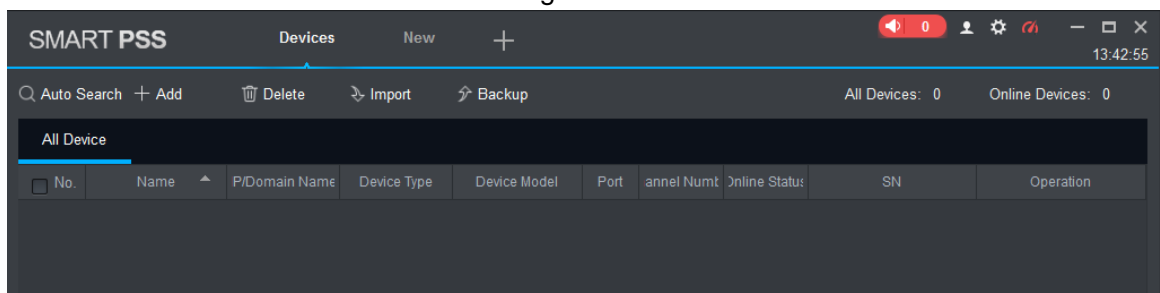 SMART PSS Devices New 0
13:42:55
Auto Search Add Delete Import Backup All Devices: 0 Online Devices: 0
All Device
No. Name P/Domain Name Device Type Device Model Port annel Numb Online Status SN Operation